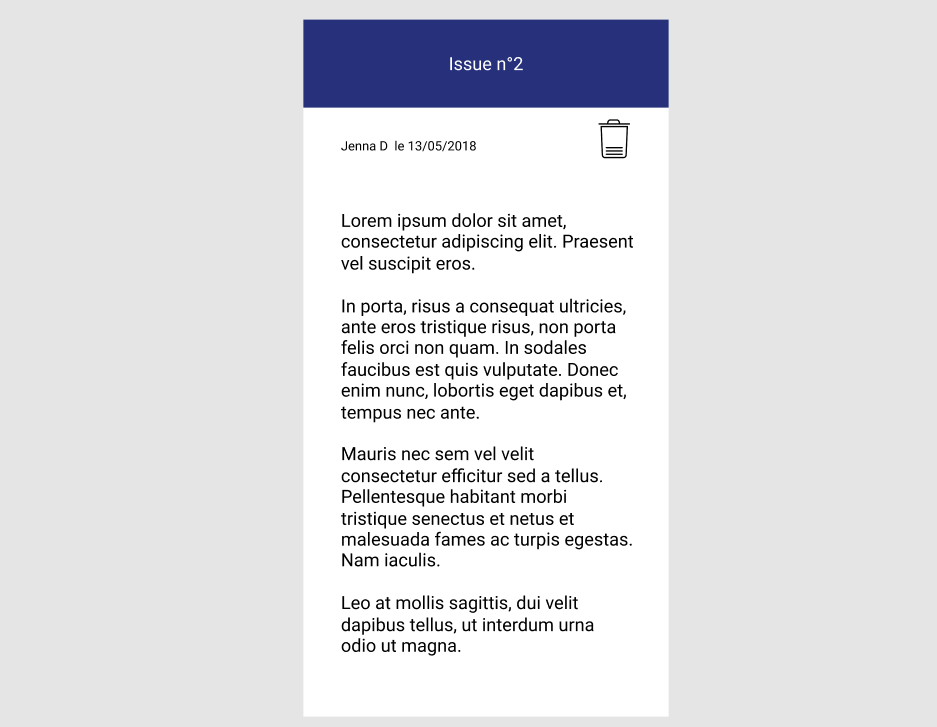 Issue n°2
Jenna D  le 13/05/2018
Lorem ipsum dolor sit amet,
consectetur adipiscing elit. Praesent
vel suscipit eros.
In porta, risus a consequat ultricies,
ante eros tristique risus, non porta
felis orci non quam. In sodales
faucibus est quis vulputate. Donec
enim nunc, lobortis eget dapibus et,
tempus nec ante.
Mauris nec sem vel velit
consectetur efficitur sed a tellus.
Pellentesque habitant morbi
tristique senectus et netus et
malesuada fames ac turpis egestas.
Nam iaculis.
Leo at mollis sagittis, dui velit
dapibus tellus, ut interdum urna
odio ut magna.